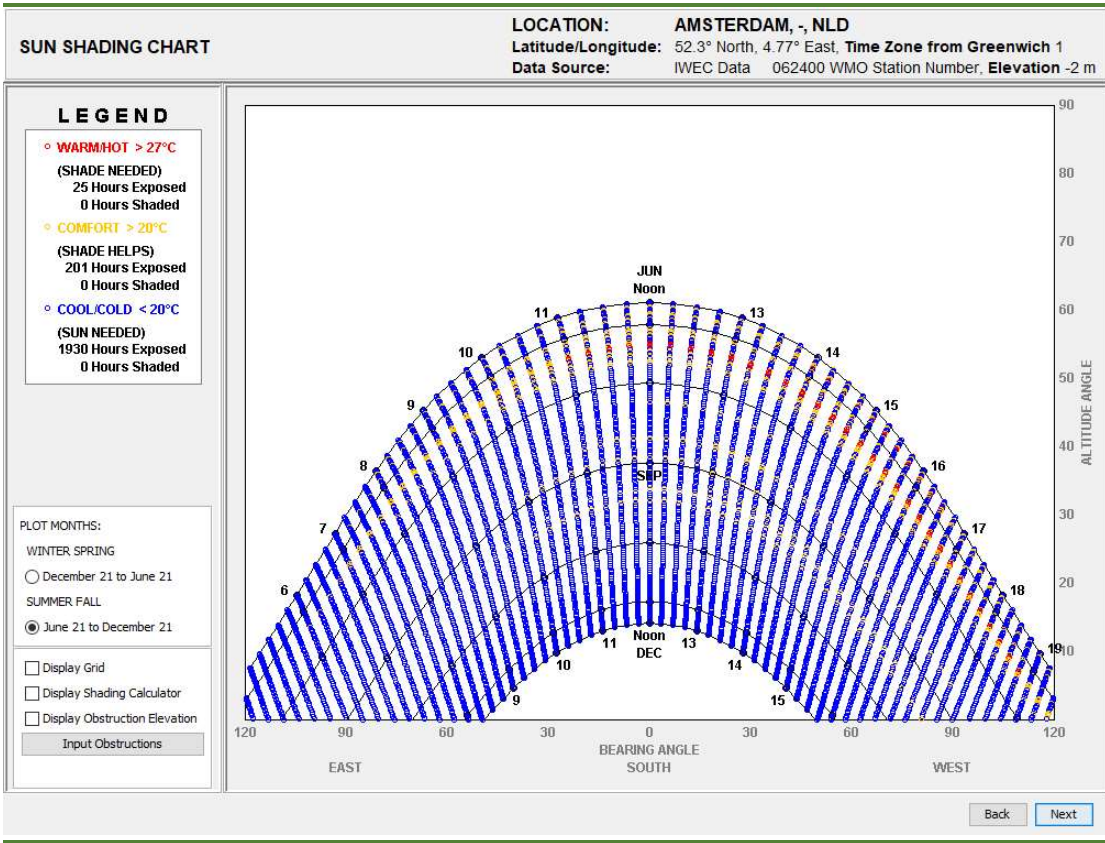 SUN SHADING CHART
LOCATION: AMSTERDAM, -, NLD
Latitude/Longitude: 52.3° North, 4.77° East, Time Zone from Greenwich 1
Data Source: IWEC Data 062400 WMO Station Number, Elevation -2 m
LEGEND
WARM/HOT > 27°C
(SHADE NEEDED)
25 Hours Exposed
0 Hours Shaded
COMFORT > 20°C
(SHADE HELPS)
201 Hours Exposed
0 Hours Shaded
COOL/COLD < 20°C
(SUN NEEDED)
1930 Hours Exposed
0 Hours Shaded
PLOT MONTHS:
WINTER SPRING
December 21 to June 21
SUMMER FALL
June 21 to December 21
Display Grid
Display Shading Calculator
Display Obstruction Elevation
Input Obstructions
90
80
70
60
50
40
30
20
10
ALTITUDE ANGLE
JUN
Noon
11 13
10 14
9 15
8 16
SEP
7 17
6 18
19
Noon
DEC
11 13
10 14
9 15
120 90 60 30 0 30 60 90 120
BEARING ANGLE
EAST SOUTH WEST
Back Next